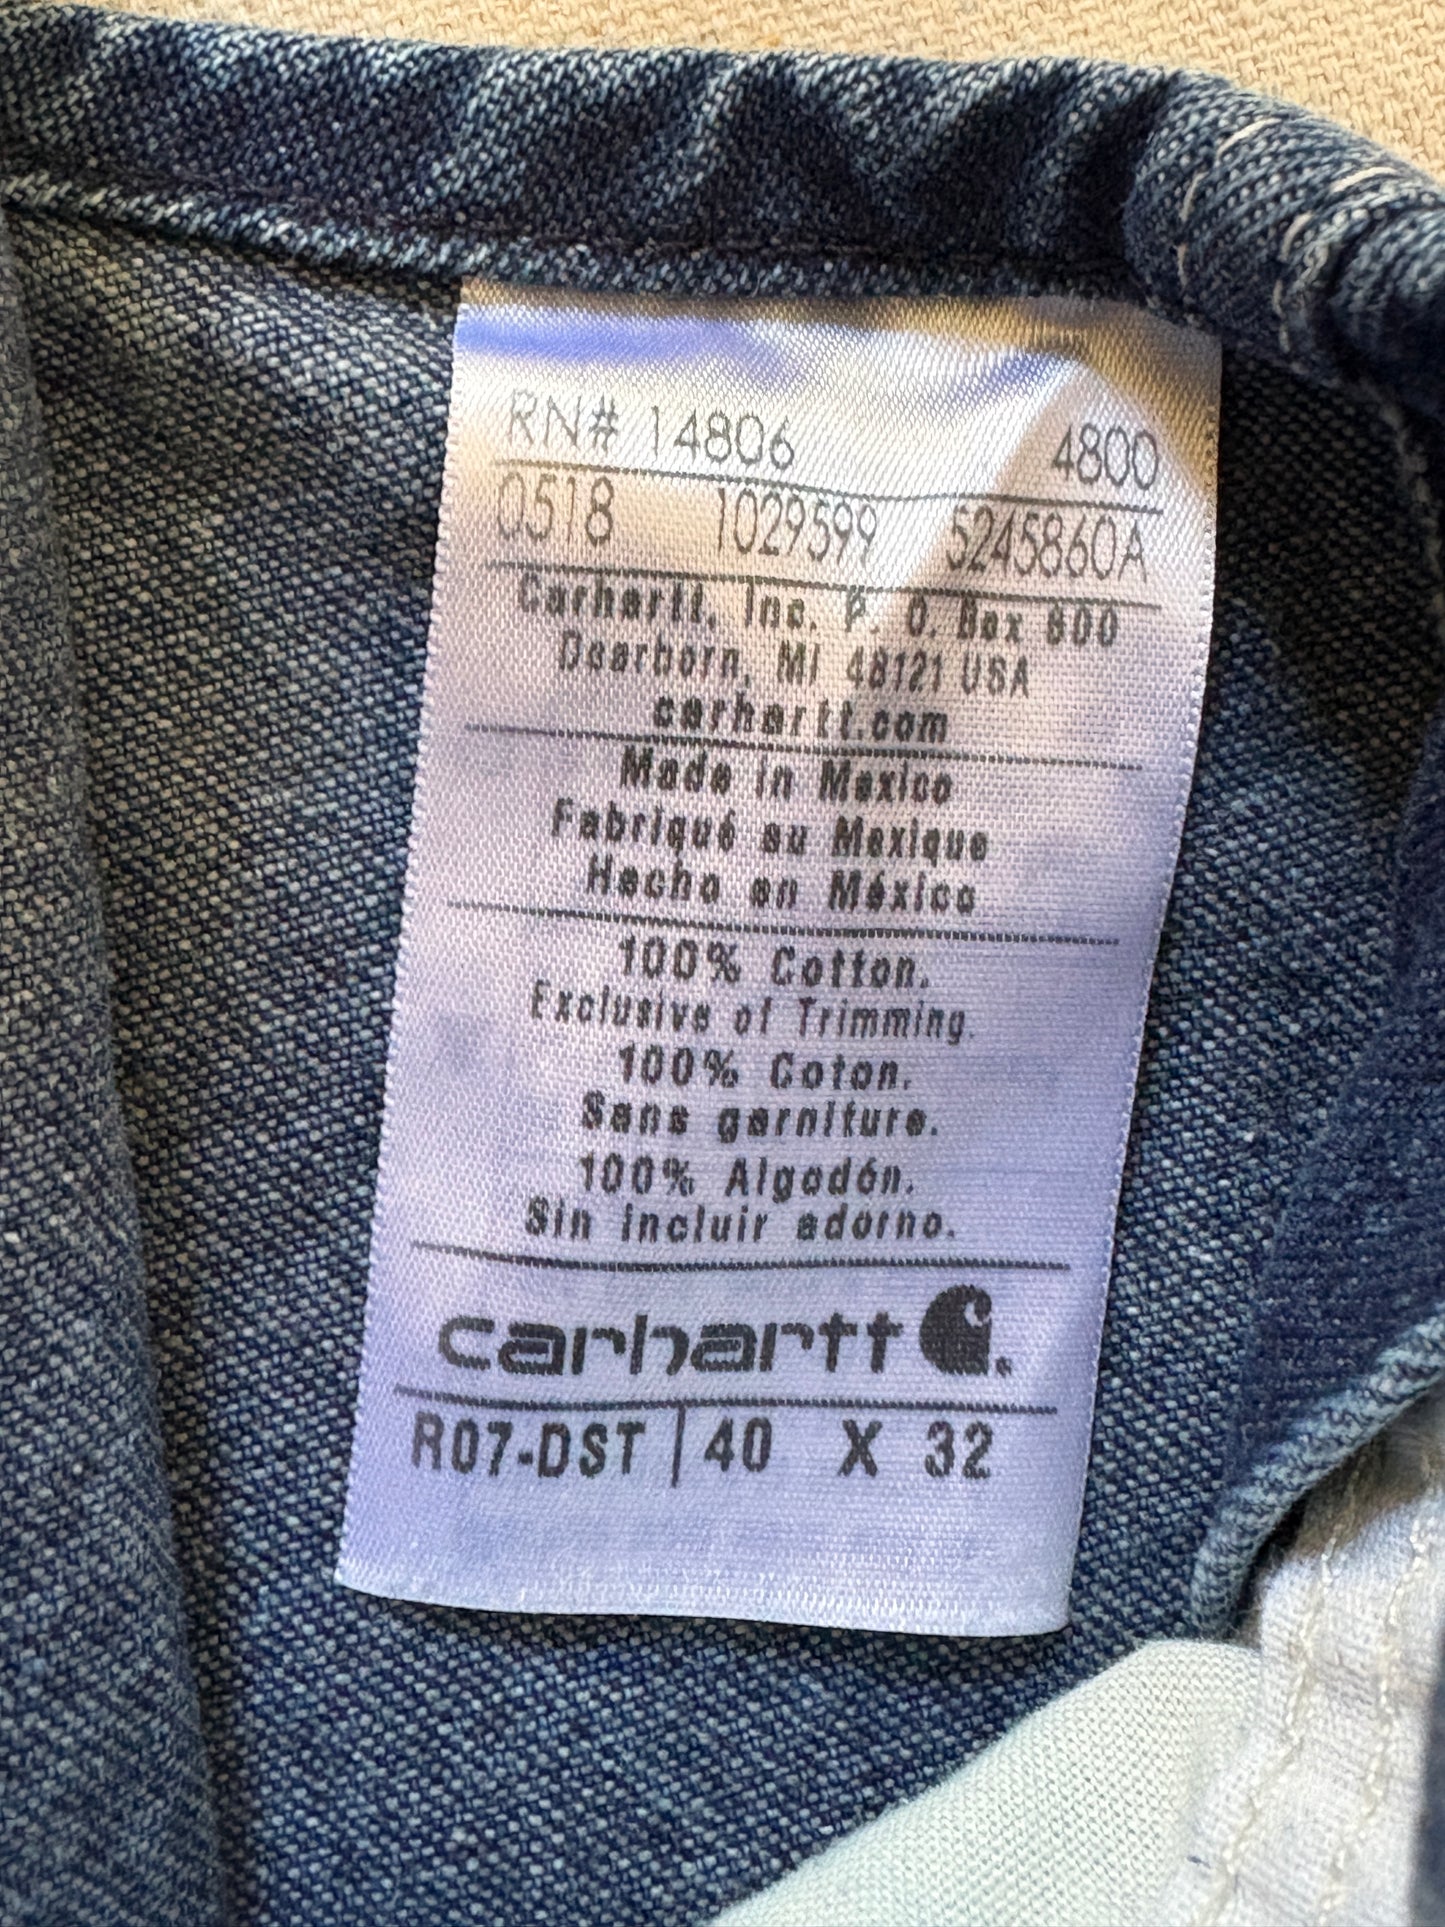 RN# 14806 4800
0518 1029599 5245860A
Carhartt, Inc. P. O. Box 600
Dearborn, MI 48121 USA
carhartt.com
Made in Mexico
Fabriqué au Mexique
Hecho en México
100% Cotton.
Exclusive of Trimming.
100% Coton.
Sans garniture.
100% Algodón.
Sin incluir adorno.
carhartt
R07-DST | 40 X 32